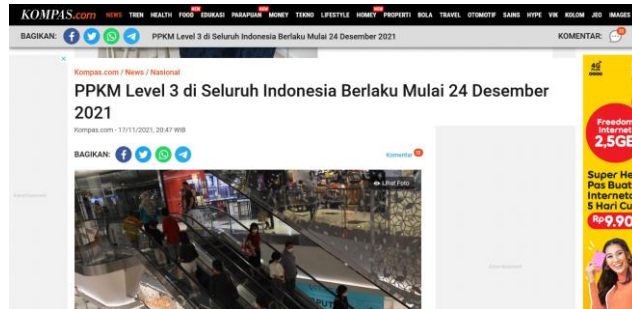 KOMPAS.com NEWS TREN HEALTH FOOD EDUKASI PARAPUAN MONEY TEKNO LIFESTYLE HOMEY PROPERTI BOLA TRAVEL OTOMOTIF SAINS HYPE VIK KOLOM JEO IMAGES
BAGIKAN: PPKM Level 3 di Seluruh Indonesia Berlaku Mulai 24 Desember 2021 KOMENTAR:
Kompas.com / News / Nasional
PPKM Level 3 di Seluruh Indonesia Berlaku Mulai 24 Desember
2021
Kompas.com - 17/11/2021, 20:47 WIB
BAGIKAN: Komentar
Lihat Foto
Freedom
Internet
2,5GB
Super He
Pas Buat
Internet
5 Hari Cu
Rp9.90